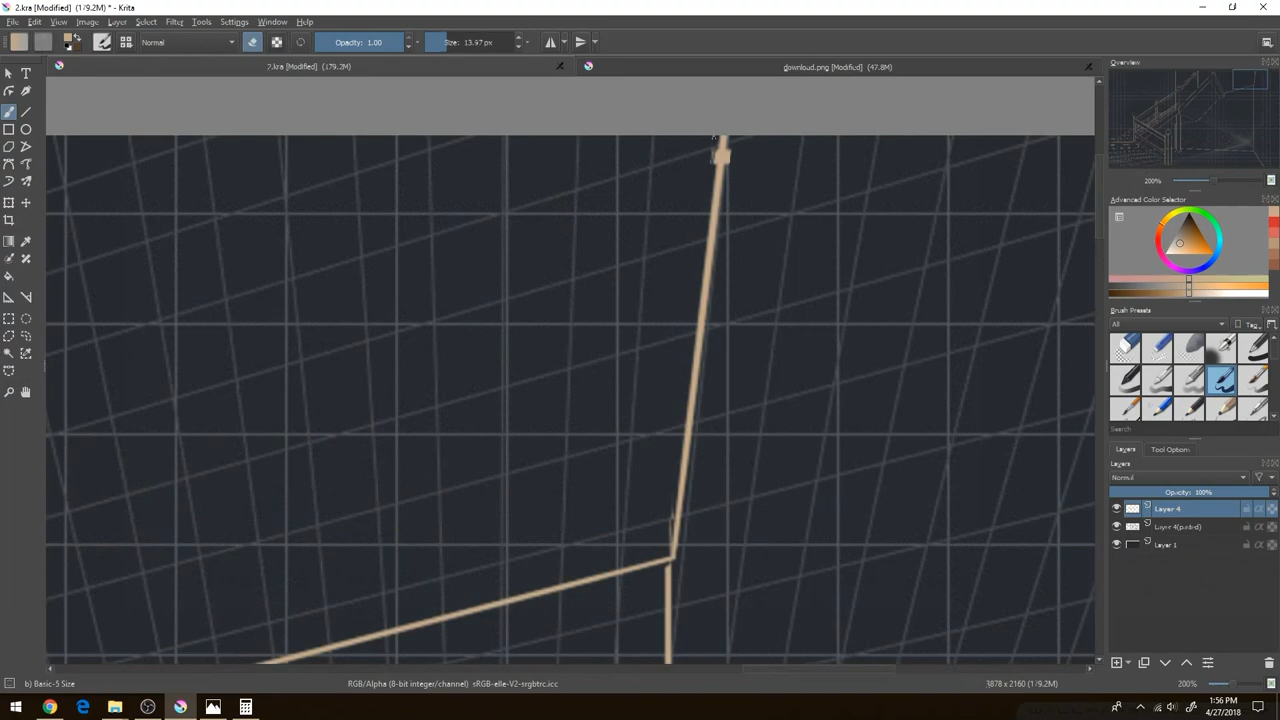 2.kra [Modified] (179.2M) * - Krita
File Edit View Image Layer Select Filter Tools Settings Window Help
Normal
Opacity: 1.00
Size: 13.97 px
2.kra [Modified] (179.2M)
download.png [Modified] (47.8M)
Overview
200%
Advanced Color Selector
Brush Presets
All
Tag
Search
Layers
Tool Options
Layers
Normal
Opacity: 100%
Layer 4
Layer 1
b) Basic-5 Size
RGB/Alpha (8-bit integer/channel) sRGB-elle-V2-srgbtrc.icc
3878 x 2160 (179.2M)
200%
1:56 PM
4/27/2018